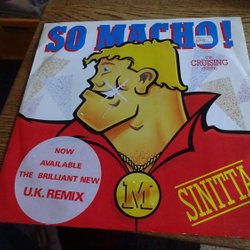 SO MACHO!
CRUISING
NOW
AVAILABLE
THE BRILLIANT NEW
U.K. REMIX
M
SINITTA